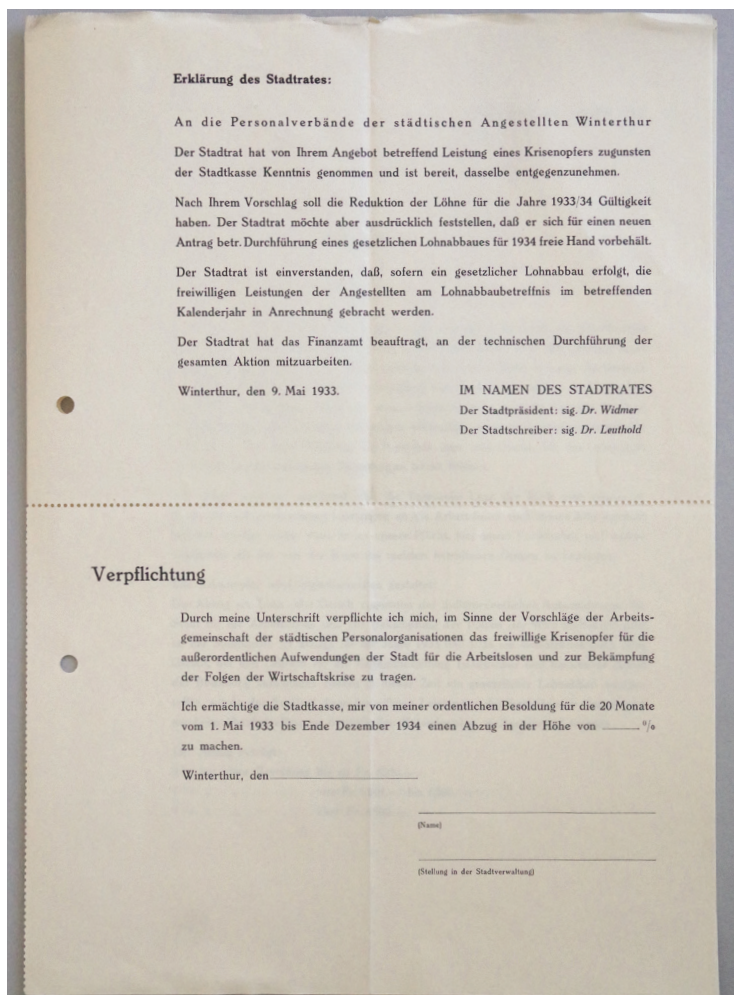 Erklärung des Stadtrates:
An die Personalverbände der städtischen Angestellten Winterthur
Der Stadtrat hat von Ihrem Angebot betreffend Leistung eines Krisenopfers zugunsten
der Stadtkasse Kenntnis genommen und ist bereit, dasselbe entgegenzunehmen.
Nach Ihrem Vorschlag soll die Reduktion der Löhne für die Jahre 1933/34 Gültigkeit
haben. Der Stadtrat möchte aber ausdrücklich feststellen, daß er sich für einen neuen
Antrag betr. Durchführung eines gesetzlichen Lohnabbaues für 1934 freie Hand vorbehält.
Der Stadtrat ist einverstanden, daß, sofern ein gesetzlicher Lohnabbau erfolgt, die
freiwilligen Leistungen der Angestellten am Lohnabbaubetreffnis im betreffenden
Kalenderjahr in Anrechnung gebracht werden.
Der Stadtrat hat das Finanzamt beauftragt, an der technischen Durchführung der
gesamten Aktion mitzuarbeiten.
Winterthur, den 9. Mai 1933.
IM NAMEN DES STADTRATES
Der Stadtpräsident: sig. Dr. Widmer
Der Stadtschreiber: sig. Dr. Leuthold
Verpflichtung
Durch meine Unterschrift verpflichte ich mich, im Sinne der Vorschläge der Arbeits-
gemeinschaft der städtischen Personalorganisationen das freiwillige Krisenopfer für die
außerordentlichen Aufwendungen der Stadt für die Arbeitslosen und zur Bekämpfung
der Folgen der Wirtschaftskrise zu tragen.
Ich ermächtige die Stadtkasse, mir von meiner ordentlichen Besoldung für die 20 Monate
vom 1. Mai 1933 bis Ende Dezember 1934 einen Abzug in der Höhe von ______ %
zu machen.
Winterthur, den
(Name)
(Stellung in der Stadtverwaltung)